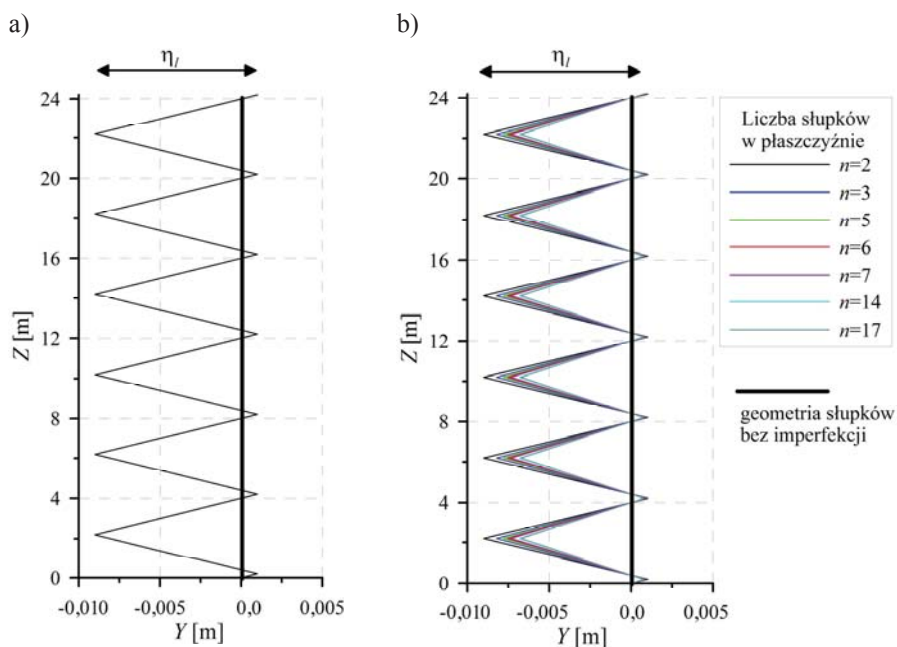 a)
η_l
24
20
16
12
8
4
0
Z [m]
-0,010 -0,005 0,0 0,005
Y [m]
b)
η_l
24
20
16
12
8
4
0
Z [m]
-0,010 -0,005 0,0 0,005
Y [m]
Liczba słupków
w płaszczyźnie
n=2
n=3
n=5
n=6
n=7
n=14
n=17
geometria słupków
bez imperfekcji